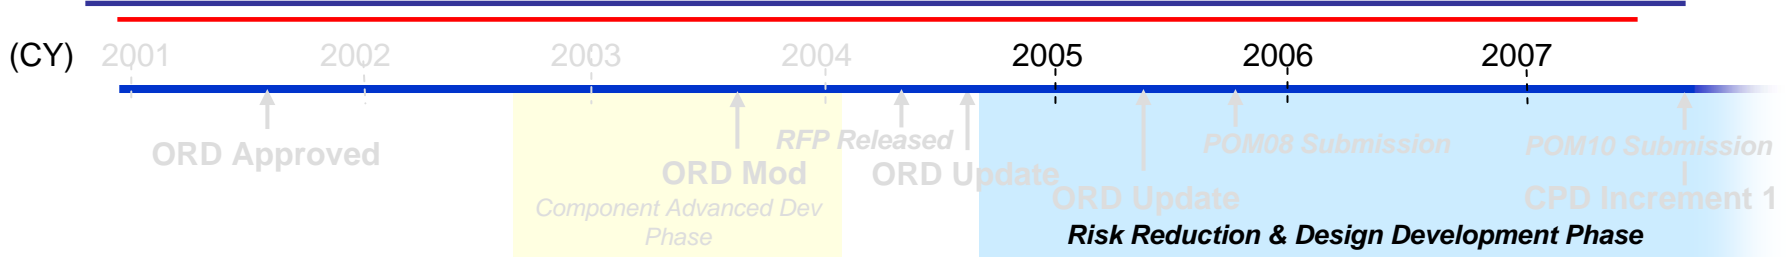 (CY) 2001 2002 2003 2004 2005 2006 2007
RFP Released POM08 Submission POM10 Submission
ORD Approved ORD Mod ORD Update
ORD Update CPD Increment 1
Component Advanced Dev
Phase
Risk Reduction & Design Development Phase